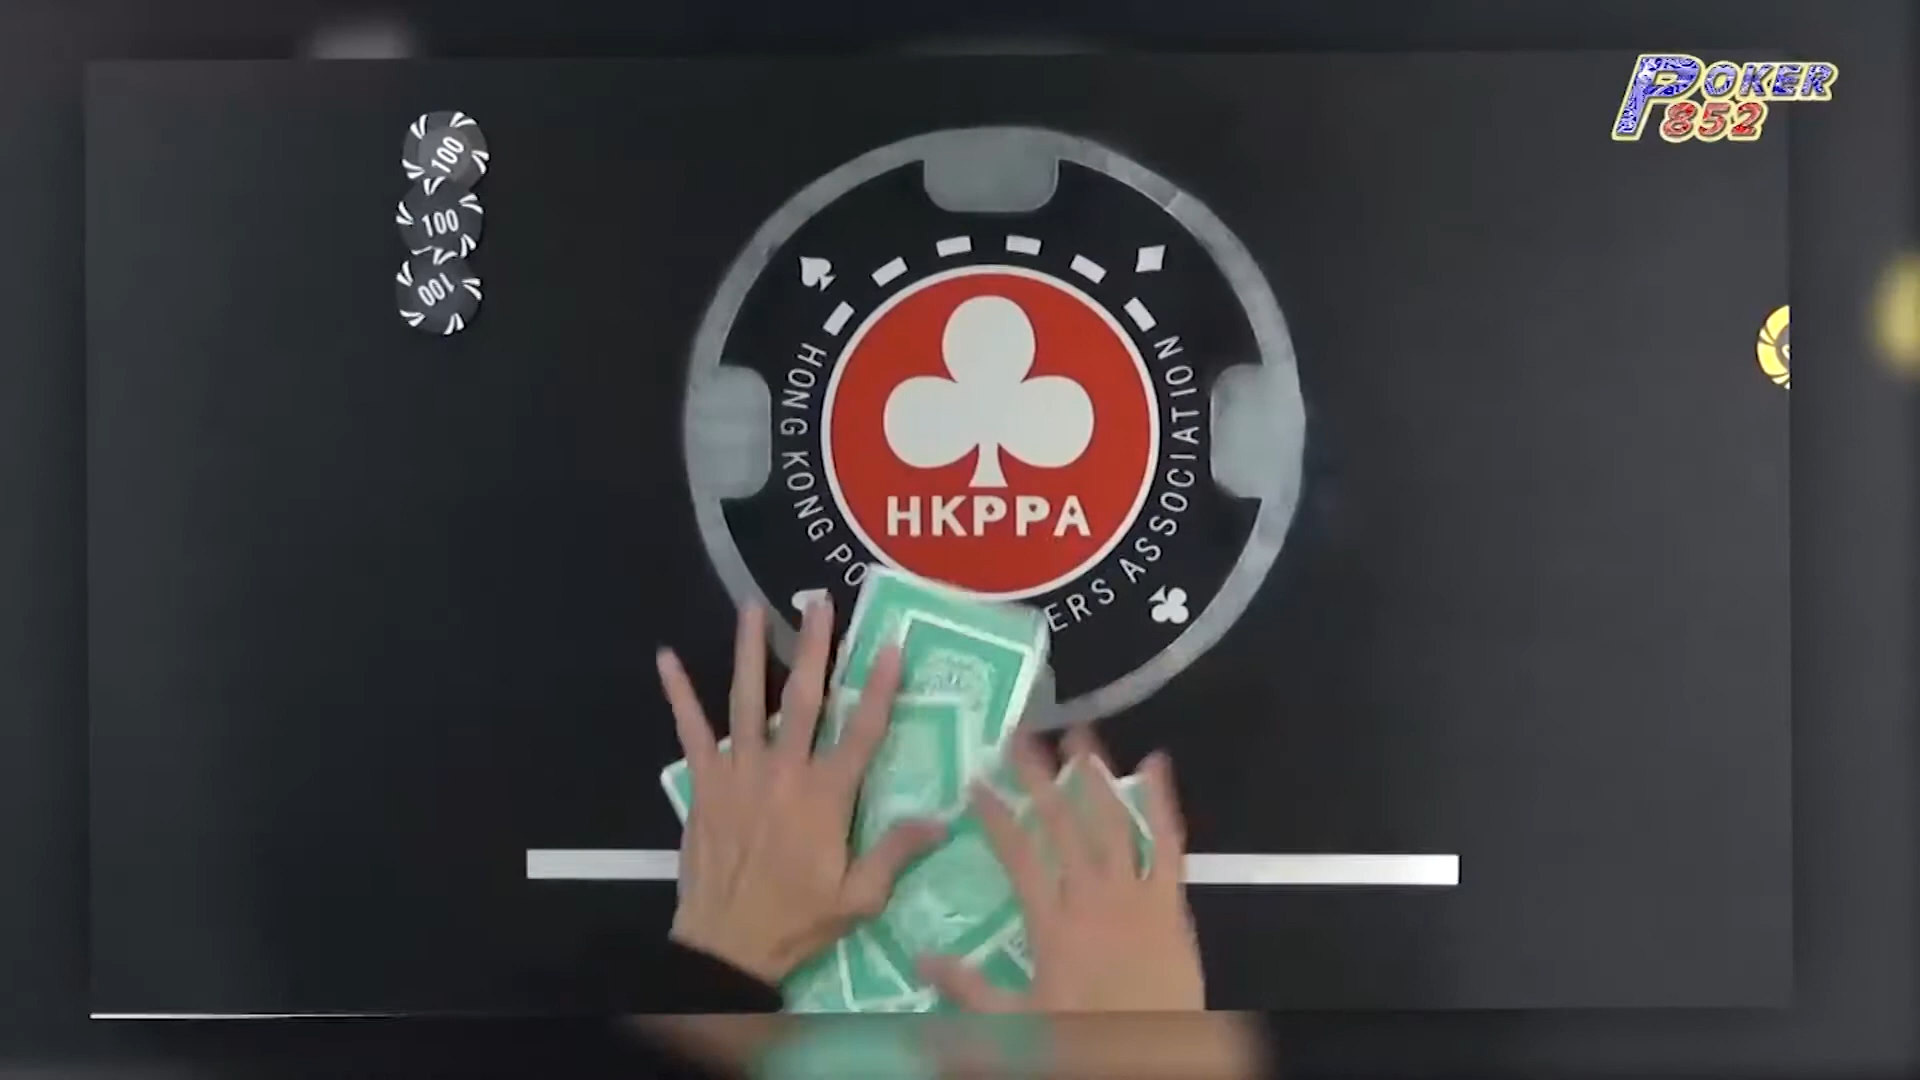 POKER
852
100
100
100
HONG KONG PO
ERS ASSOCIATION
HKPPA